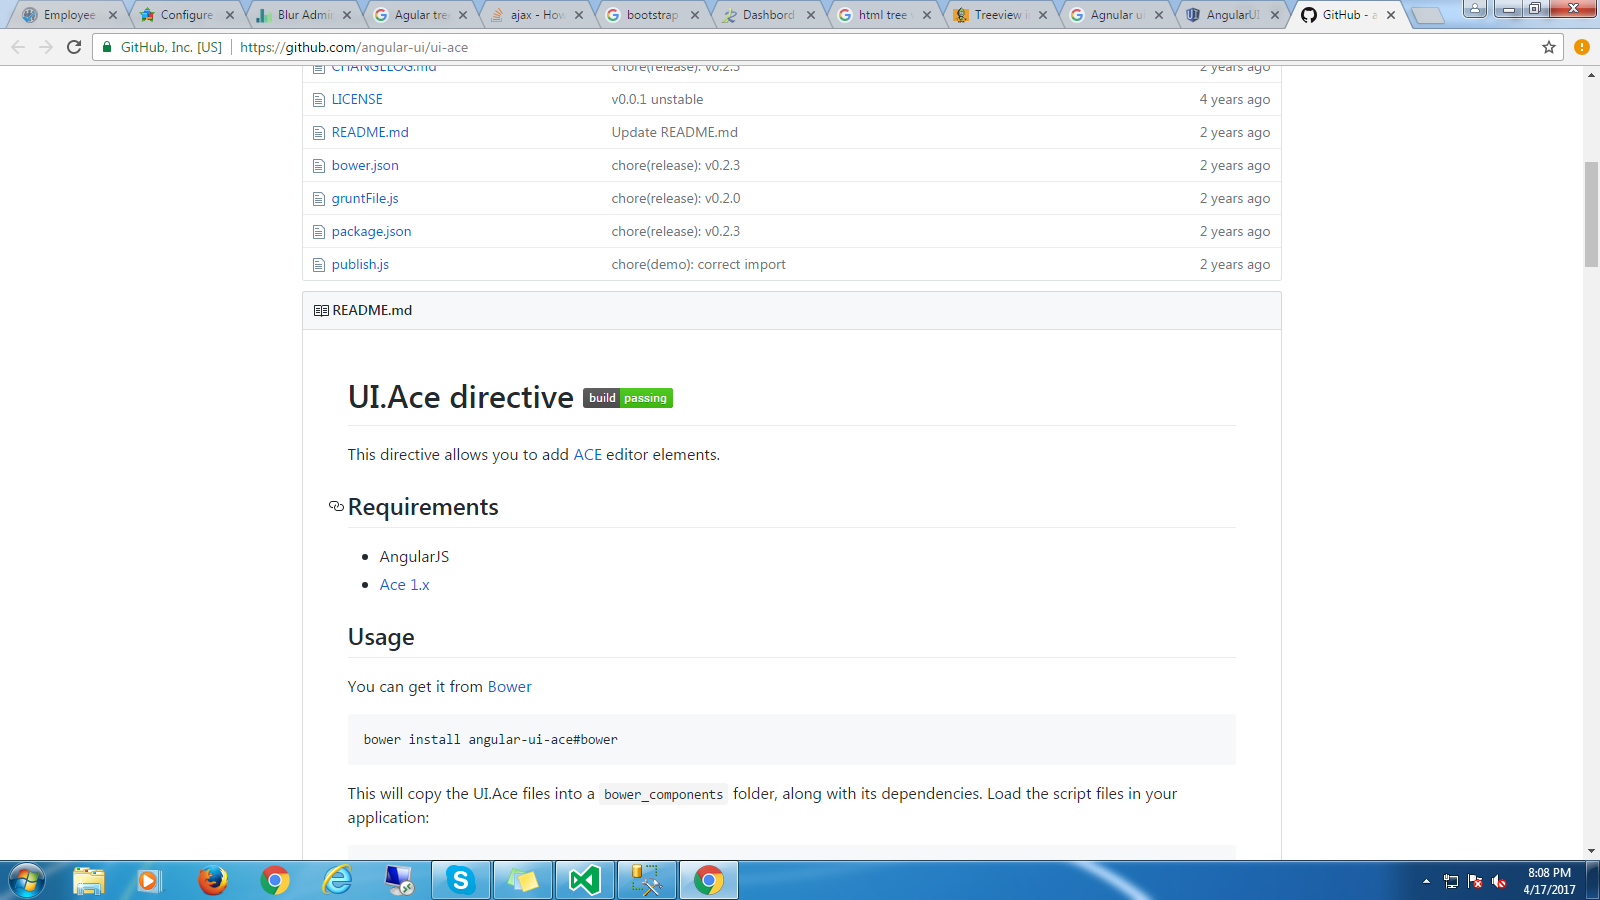 Employee
Configure
Blur Admi
Agular tre
ajax - How
bootstrap
Dashbord
html tree v
Treeview i
Agnular u
AngularUI
GitHub - a
GitHub, Inc. [US]
https://github.com/angular-ui/ui-ace
CHANGELOG.md chore(release): v0.2.3 2 years ago
LICENSE v0.0.1 unstable 4 years ago
README.md Update README.md 2 years ago
bower.json chore(release): v0.2.3 2 years ago
gruntFile.js chore(release): v0.2.0 2 years ago
package.json chore(release): v0.2.3 2 years ago
publish.js chore(demo): correct import 2 years ago
README.md
UI.Ace directive build passing
This directive allows you to add ACE editor elements.
Requirements
AngularJS
Ace 1.x
Usage
You can get it from Bower
bower install angular-ui-ace#bower
This will copy the UI.Ace files into a bower_components folder, along with its dependencies. Load the script files in your
application:
8:08 PM
4/17/2017